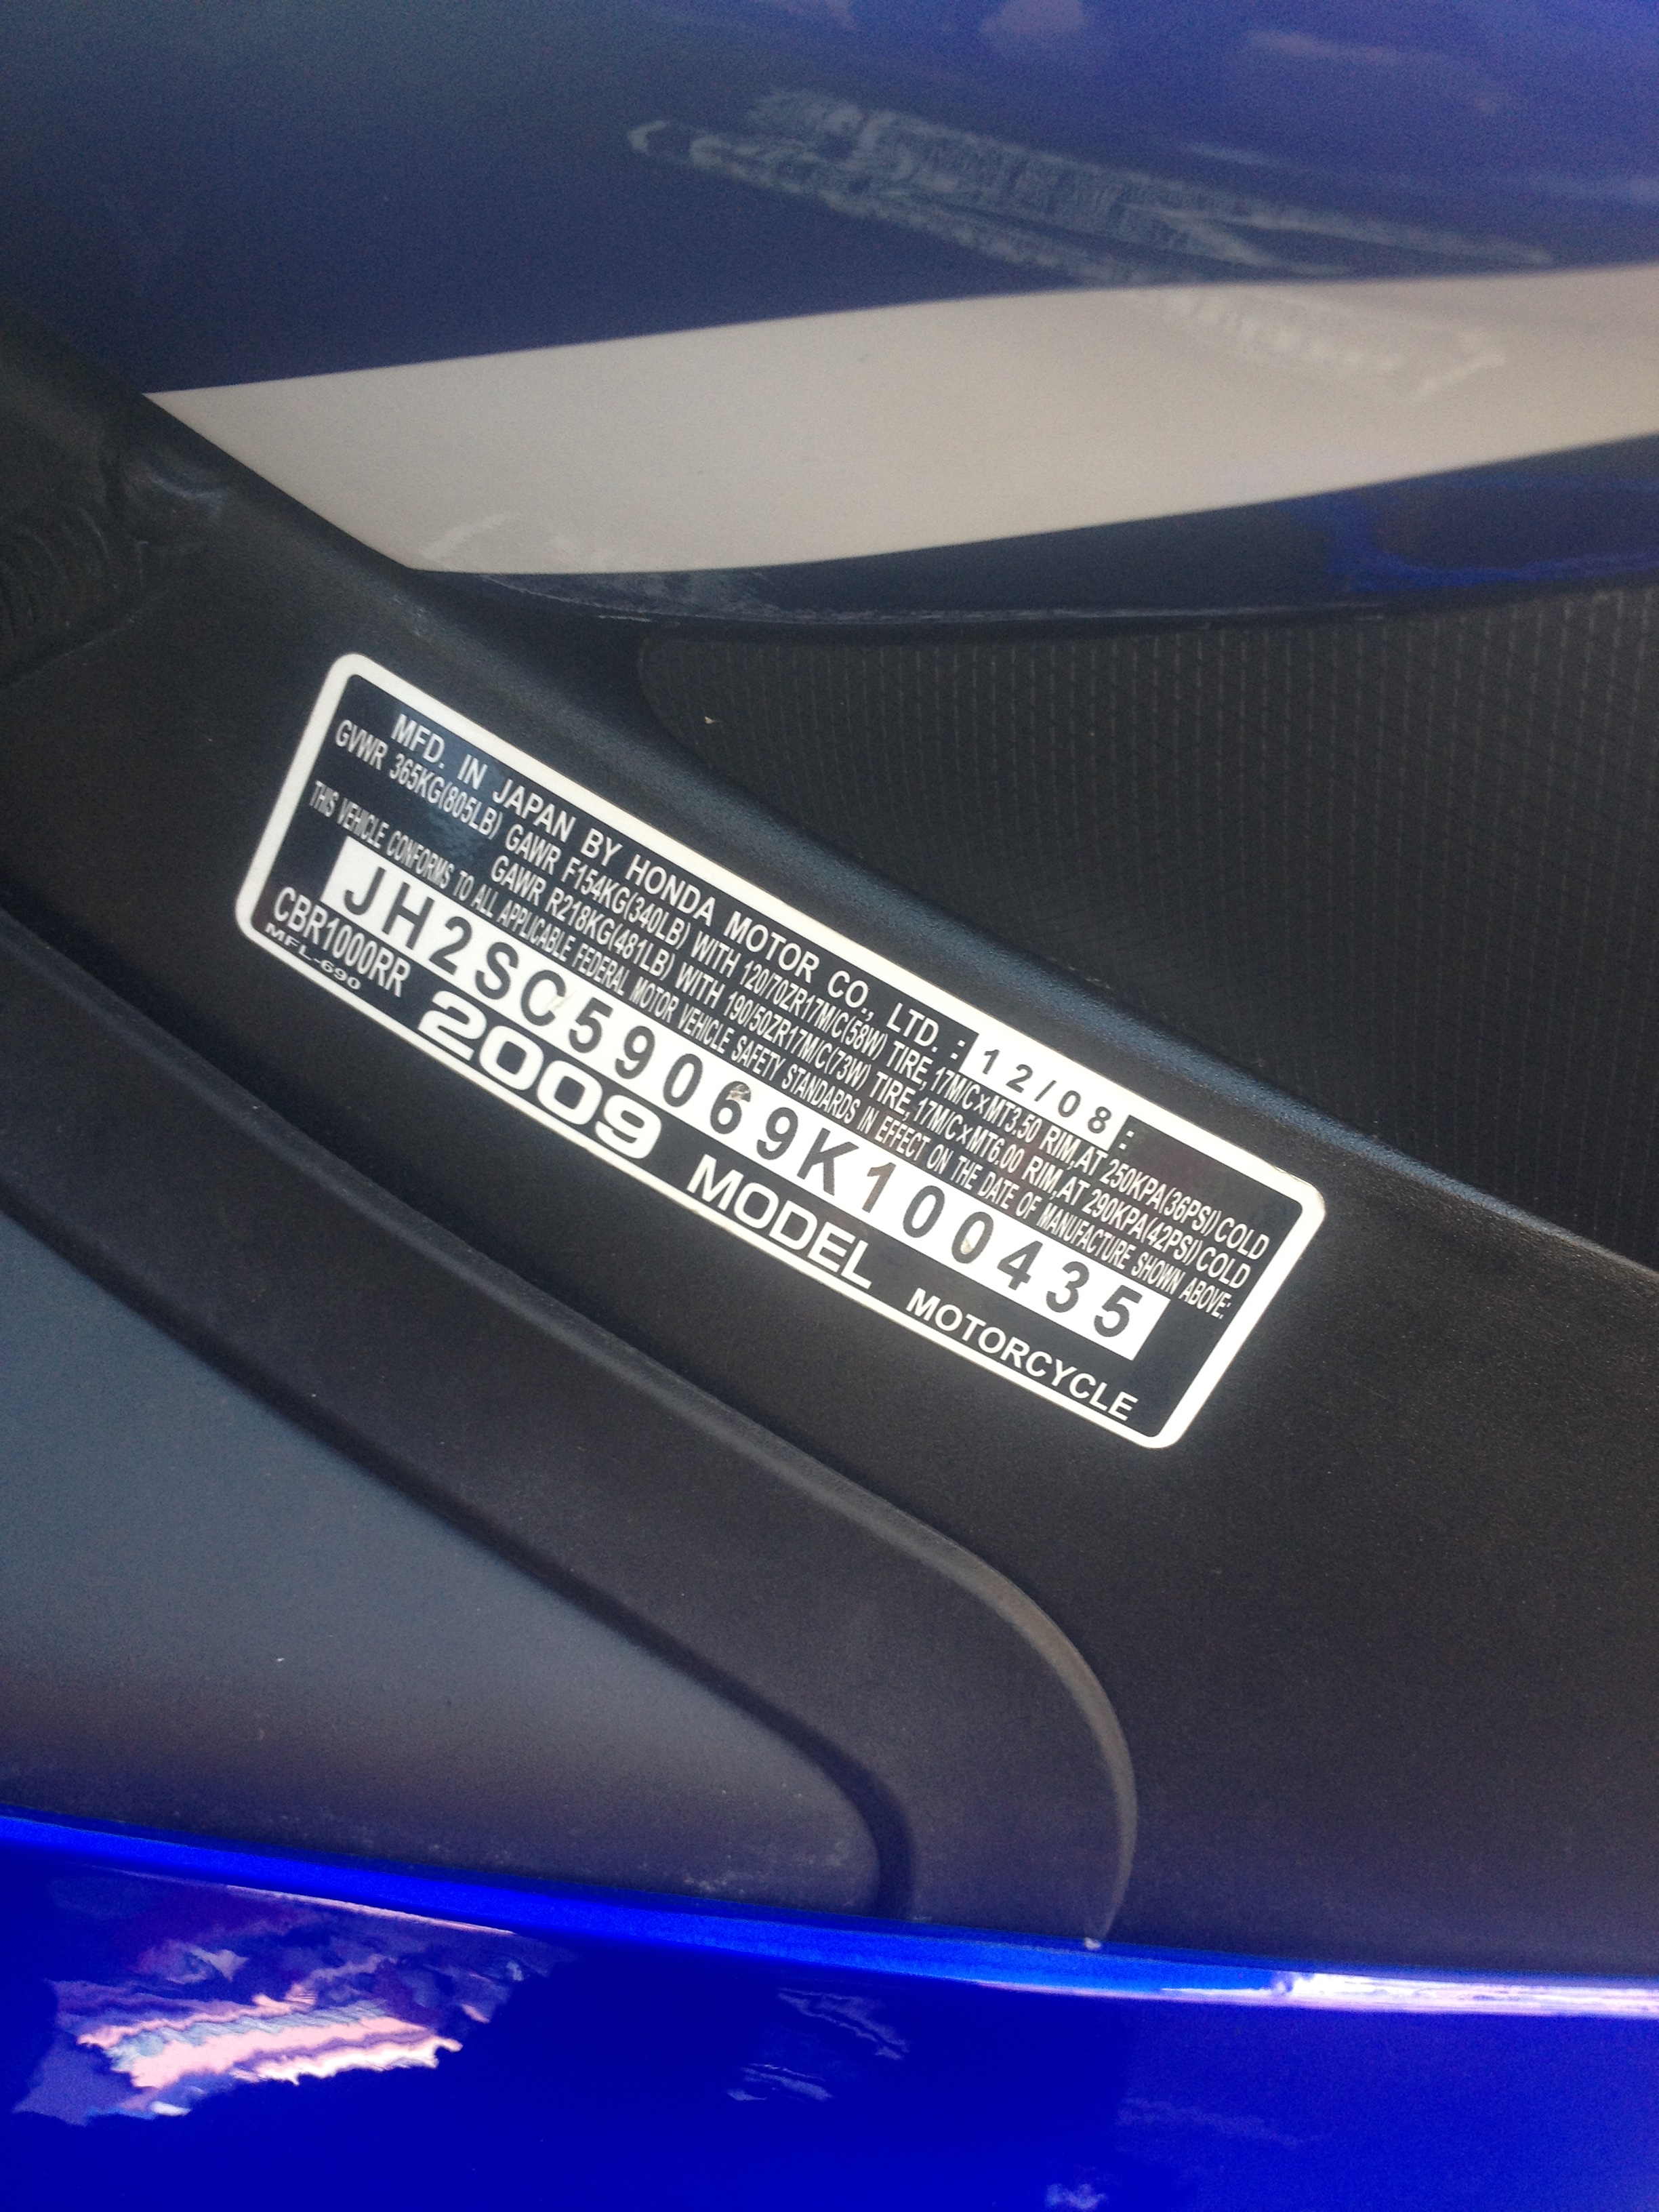 MFD. IN JAPAN BY HONDA MOTOR CO., LTD. : 12/08 :
GVWR 365KG(805LB) GAWR F154KG(340LB) WITH 120/70ZR17M/C(58W) TIRE, 17M/C×MT3.50 RIM,AT 250KPA(36PSI)COLD
GAWR R218KG(481LB) WITH 190/50ZR17M/C(73W) TIRE, 17M/C×MT6.00 RIM,AT 290KPA(42PSI)COLD
THIS VEHICLE CONFORMS TO ALL APPLICABLE FEDERAL MOTOR VEHICLE SAFETY STANDARDS IN EFFECT ON THE DATE OF MANUFACTURE SHOWN ABOVE:
JH2SC59069K100435
CBR1000RR 2009 MODEL MOTORCYCLE
MFL-690